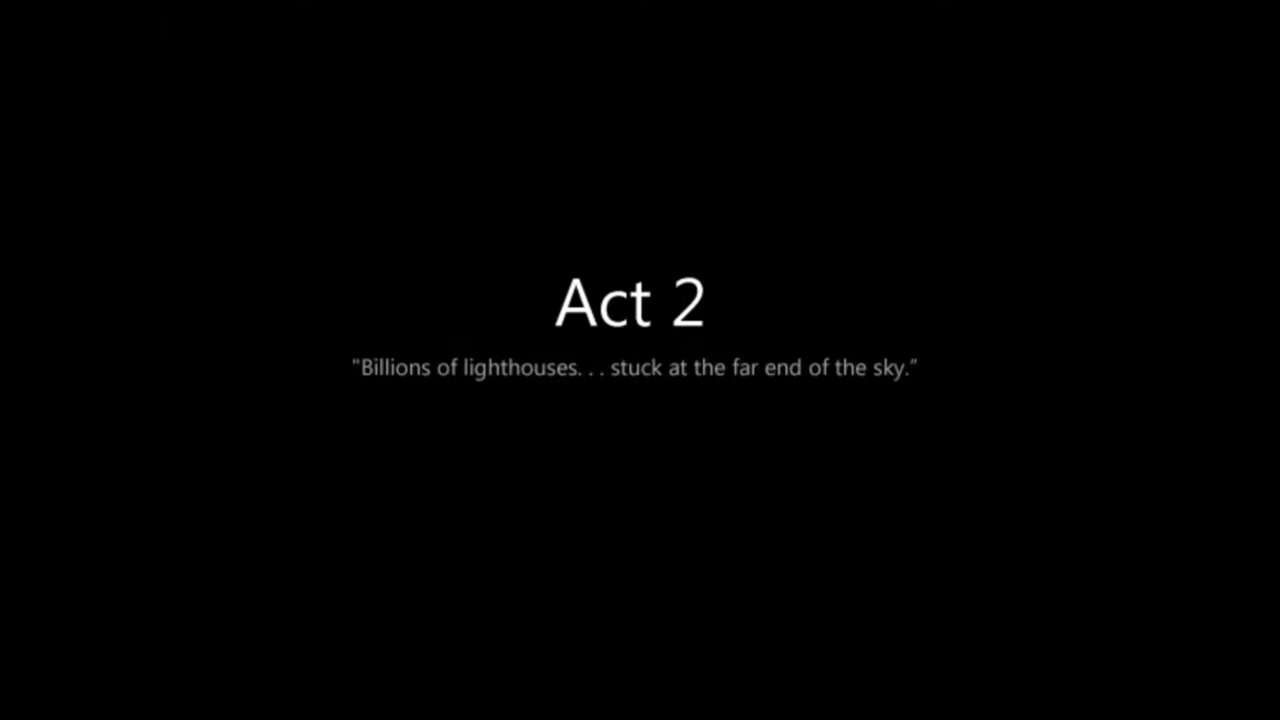 Act 2
"Billions of lighthouses. . . stuck at the far end of the sky."